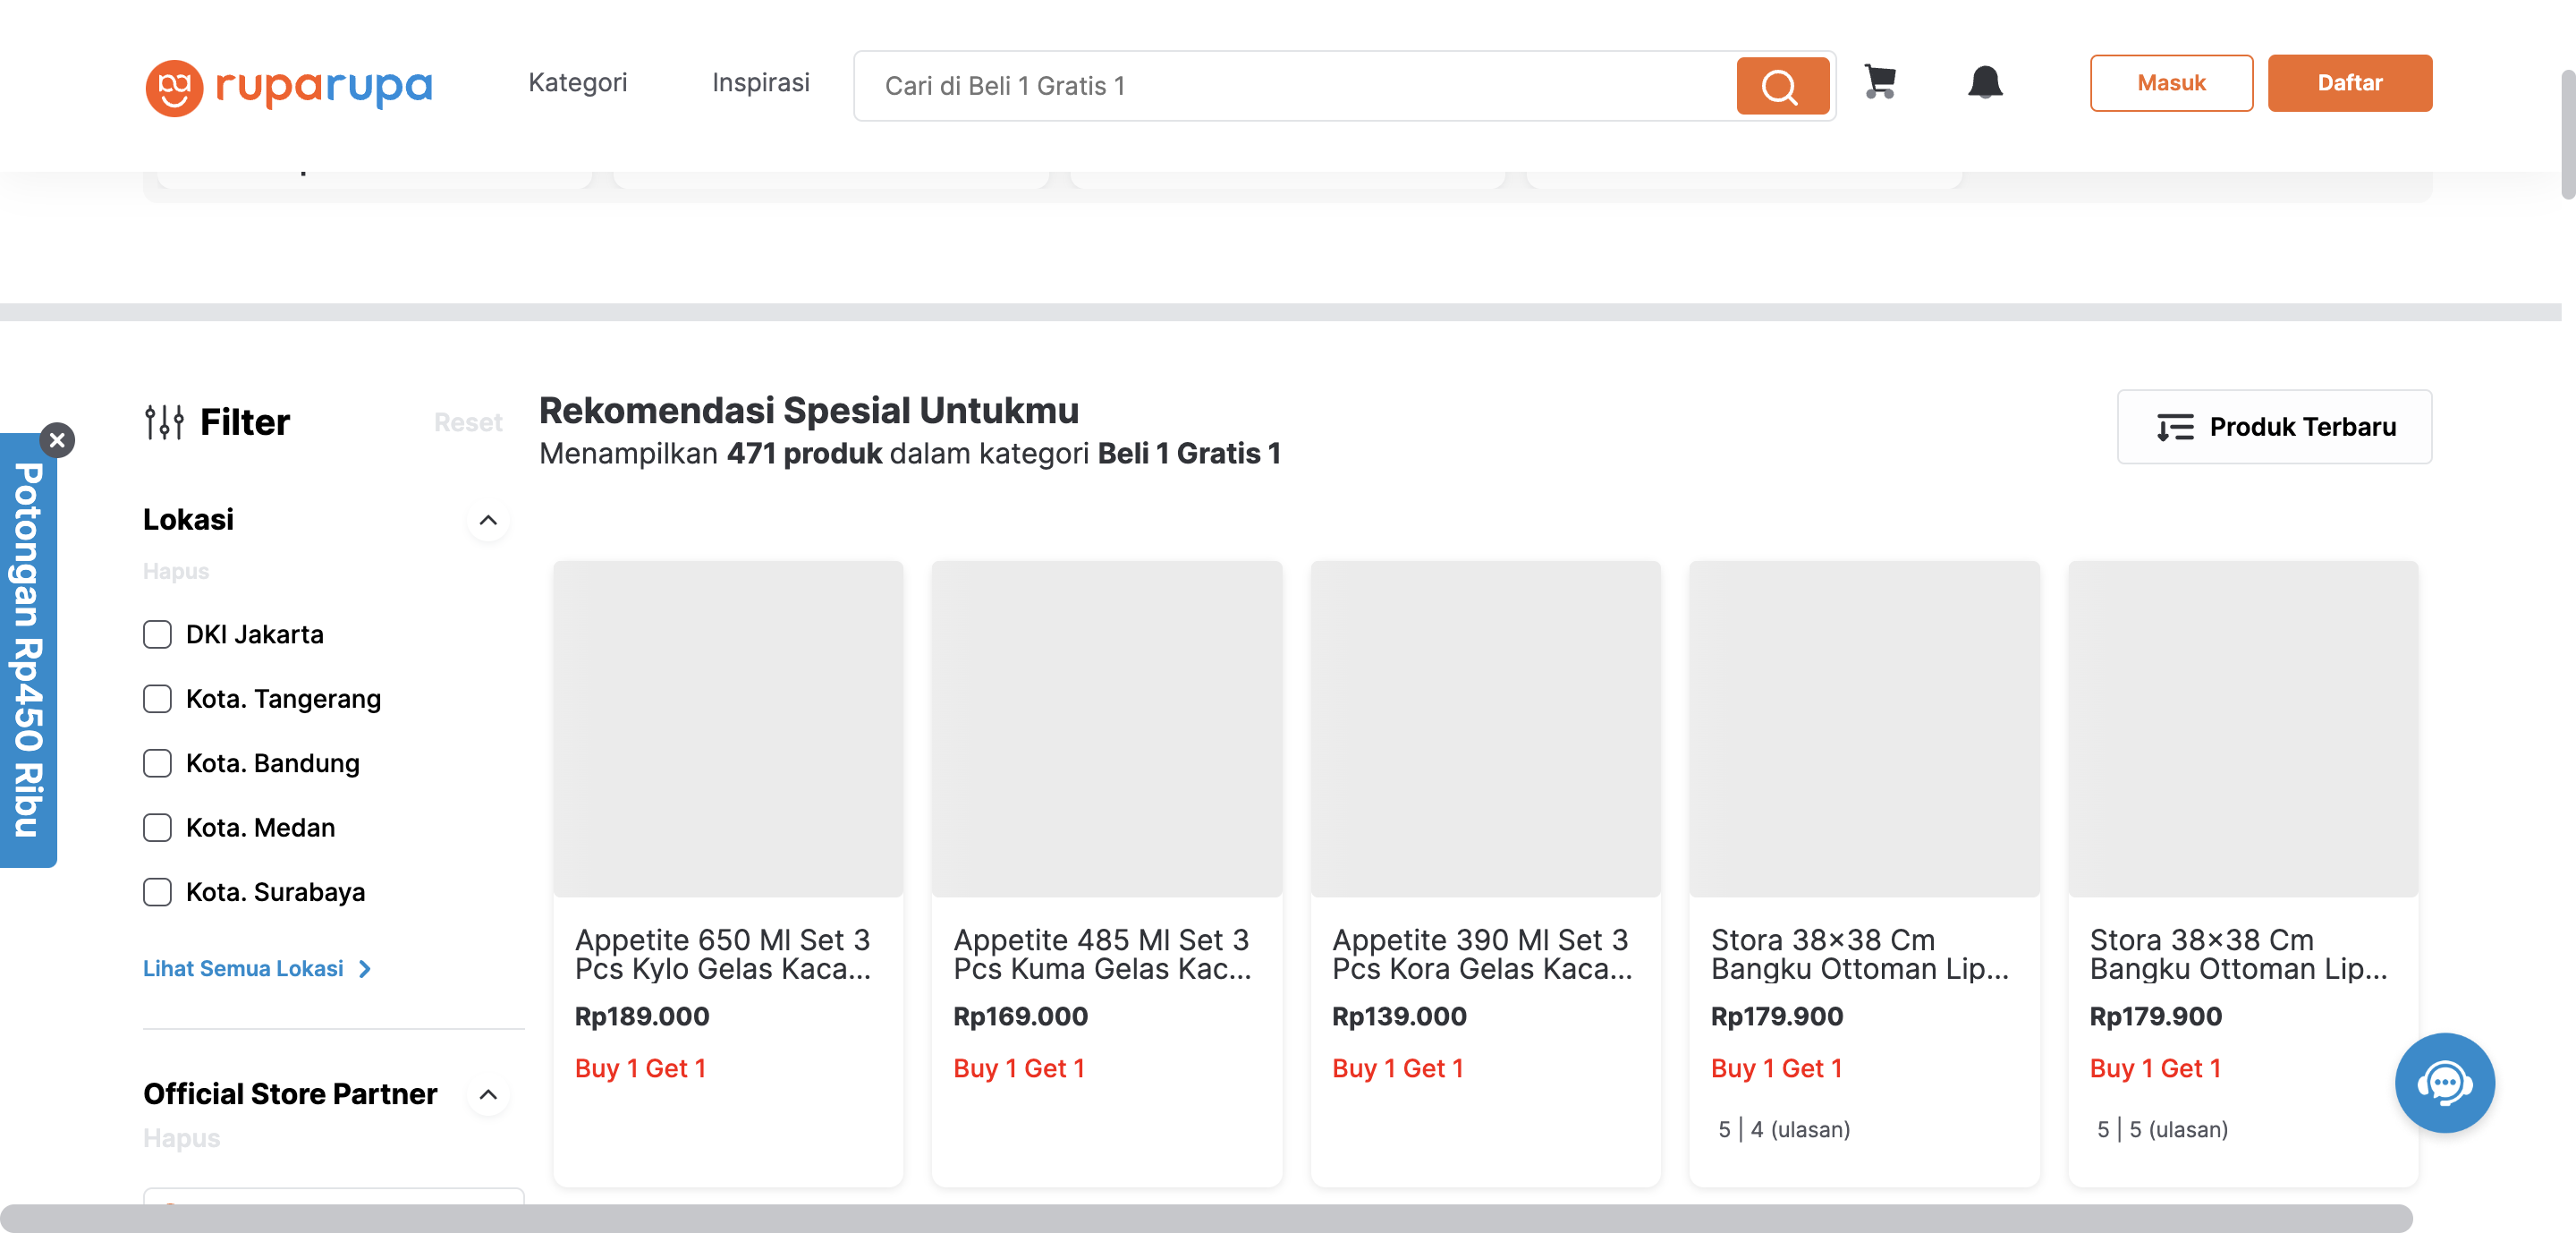 ruparupa
Kategori
Inspirasi
Cari di Beli 1 Gratis 1
Masuk
Daftar
Potongan Rp450 Ribu
Filter
Reset
Lokasi
Hapus
DKI Jakarta
Kota. Tangerang
Kota. Bandung
Kota. Medan
Kota. Surabaya
Lihat Semua Lokasi
Official Store Partner
Hapus
Rekomendasi Spesial Untukmu
Menampilkan 471 produk dalam kategori Beli 1 Gratis 1
Produk Terbaru
Appetite 650 Ml Set 3
Pcs Kylo Gelas Kaca...
Rp189.000
Buy 1 Get 1
Appetite 485 Ml Set 3
Pcs Kuma Gelas Kac...
Rp169.000
Buy 1 Get 1
Appetite 390 Ml Set 3
Pcs Kora Gelas Kaca...
Rp139.000
Buy 1 Get 1
Stora 38x38 Cm
Bangku Ottoman Lip...
Rp179.900
Buy 1 Get 1
5 | 4 (ulasan)
Stora 38x38 Cm
Bangku Ottoman Lip...
Rp179.900
Buy 1 Get 1
5 | 5 (ulasan)